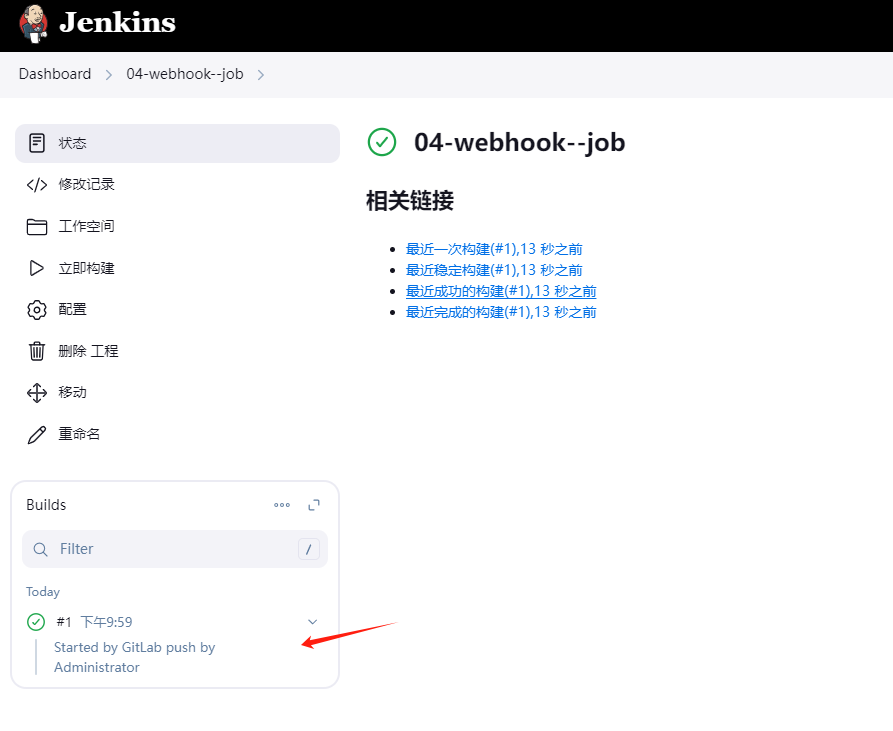 Jenkins
Dashboard
04-webhook--job
状态
修改记录
工作空间
立即构建
配置
删除 工程
移动
重命名
04-webhook--job
相关链接
最近一次构建(#1),13 秒之前
最近稳定构建(#1),13 秒之前
最近成功的构建(#1),13 秒之前
最近完成的构建(#1),13 秒之前
Builds
Filter /
Today
#1 下午9:59
Started by GitLab push by
Administrator